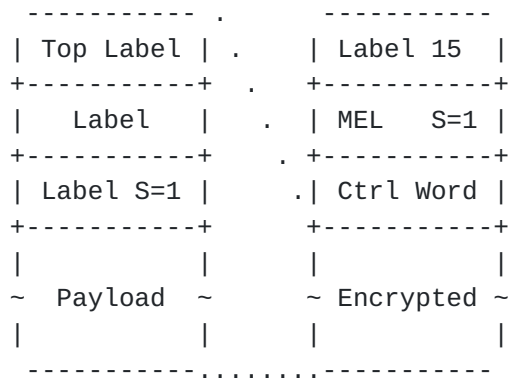 Top Label Label 15
Label MEL S=1
Label S=1 Ctrl Word
Payload Encrypted